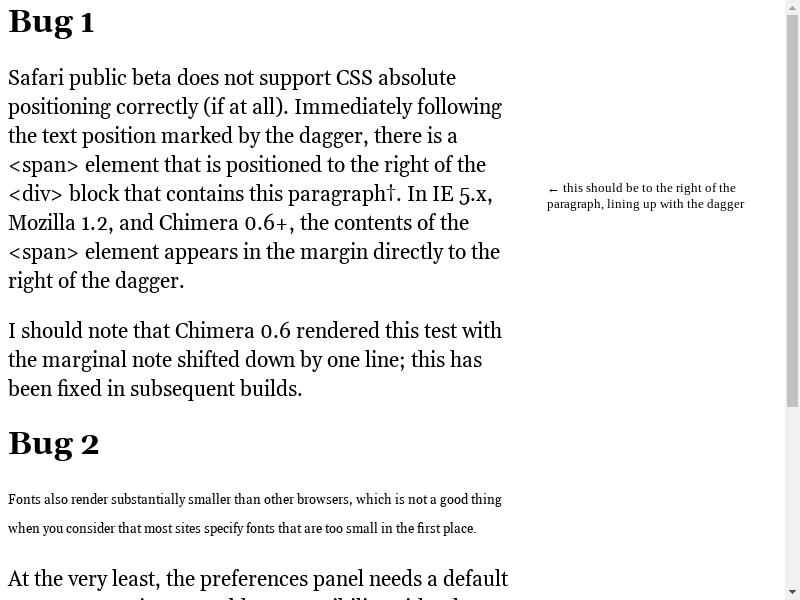 Bug 1
Safari public beta does not support CSS absolute
positioning correctly (if at all). Immediately following
the text position marked by the dagger, there is a
<span> element that is positioned to the right of the
<div> block that contains this paragraph†. In IE 5.x,
Mozilla 1.2, and Chimera 0.6+, the contents of the
<span> element appears in the margin directly to the
right of the dagger.
← this should be to the right of the
paragraph, lining up with the dagger
I should note that Chimera 0.6 rendered this test with
the marginal note shifted down by one line; this has
been fixed in subsequent builds.
Bug 2
Fonts also render substantially smaller than other browsers, which is not a good thing
when you consider that most sites specify fonts that are too small in the first place.
At the very least, the preferences panel needs a default